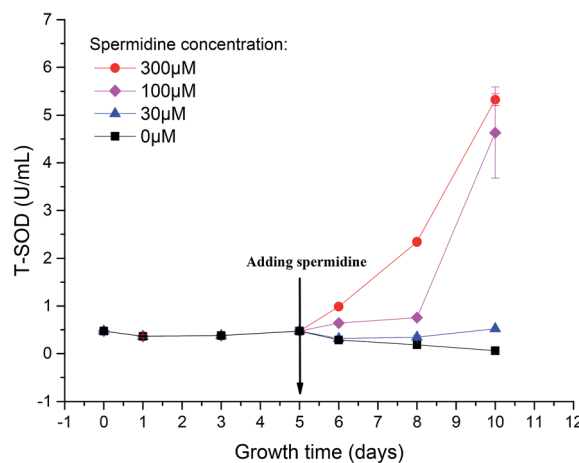 7
6
5
4
3
2
1
0
-1
T-SOD (U/mL)
Spermidine concentration:
300μM
100μM
30μM
0μM
Adding spermidine
-1 0 1 2 3 4 5 6 7 8 9 10 11 12
Growth time (days)